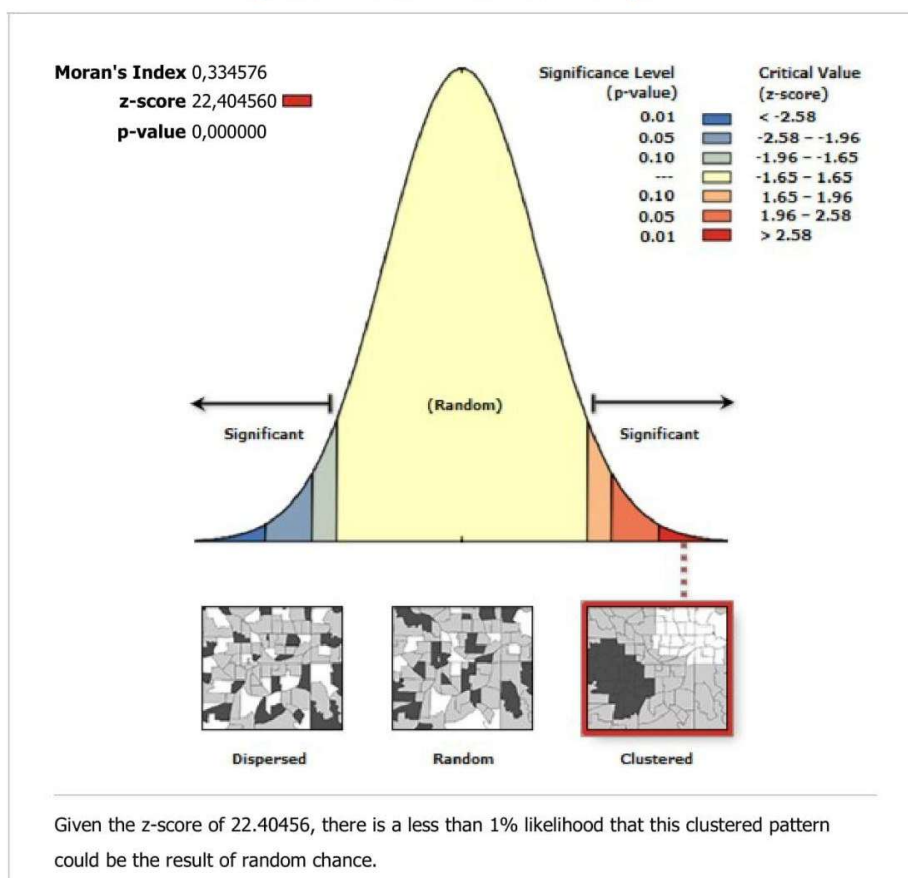 Moran's Index 0,334576
z-score 22,404560
p-value 0,000000
Significance Level
(p-value)
Critical Value
(z-score)
0.01 < -2.58
0.05 -2.58 – -1.96
0.10 -1.96 – -1.65
--- -1.65 – 1.65
0.10 1.65 – 1.96
0.05 1.96 – 2.58
0.01 > 2.58
(Random)
Significant
Significant
Dispersed
Random
Clustered
Given the z-score of 22.40456, there is a less than 1% likelihood that this clustered pattern
could be the result of random chance.